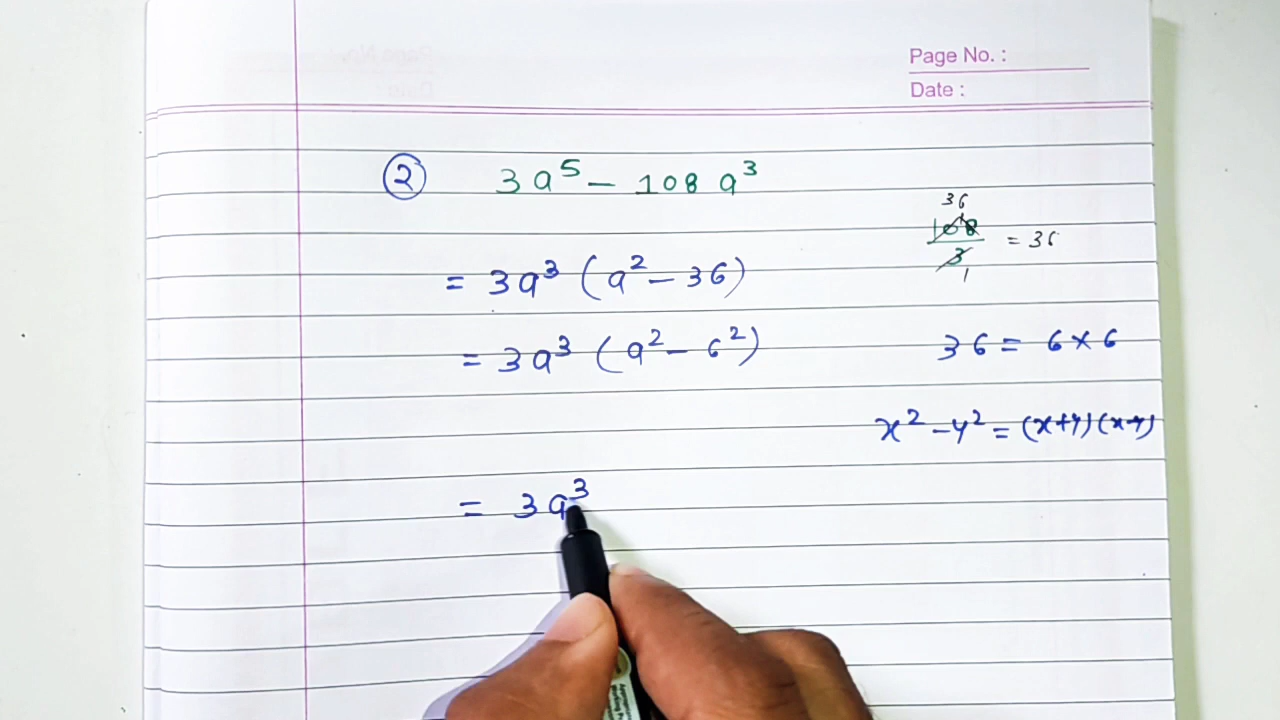 Page No. :
Date :
② 3a⁵ - 108 a³
36
108/3 = 36
1
= 3a³ (a² - 36)
= 3a³ (a² - 6²)
36 = 6 × 6
x² - y² = (x+y)(x-y)
= 3a³